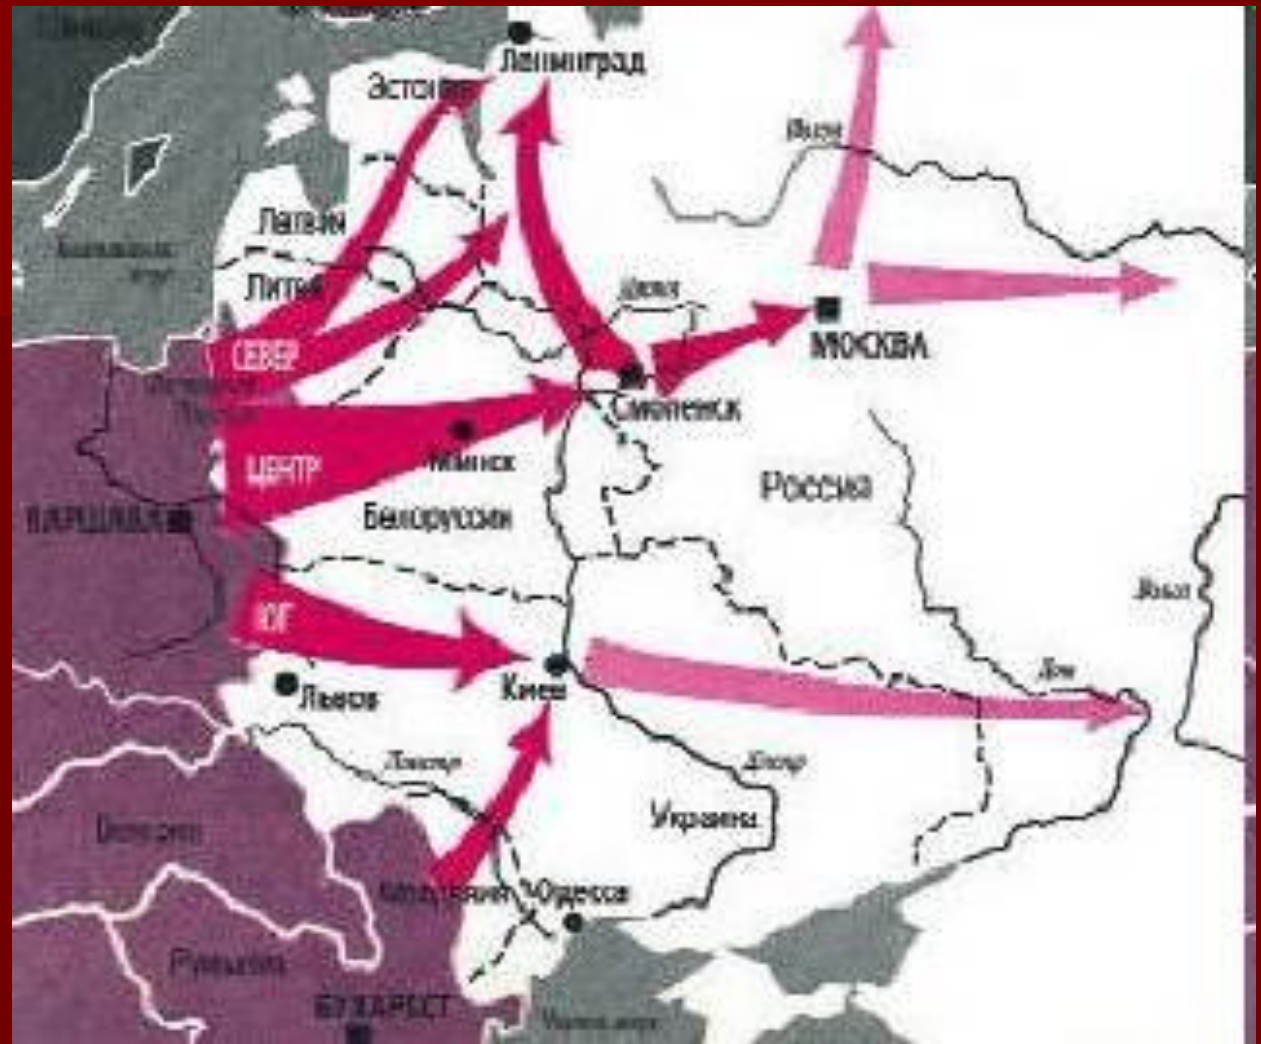 Ленинград
Эстония
Латвия
Литва
СЕВЕР
МОСКВА
Смоленск
ЦЕНТР
Минск
Россия
ВАРШАВА
Белоруссия
Волга
ЮГ
Дон
Львов
Киев
Днестр
Днепр
Украина
Одесса
Румыния
БУХАРЕСТ